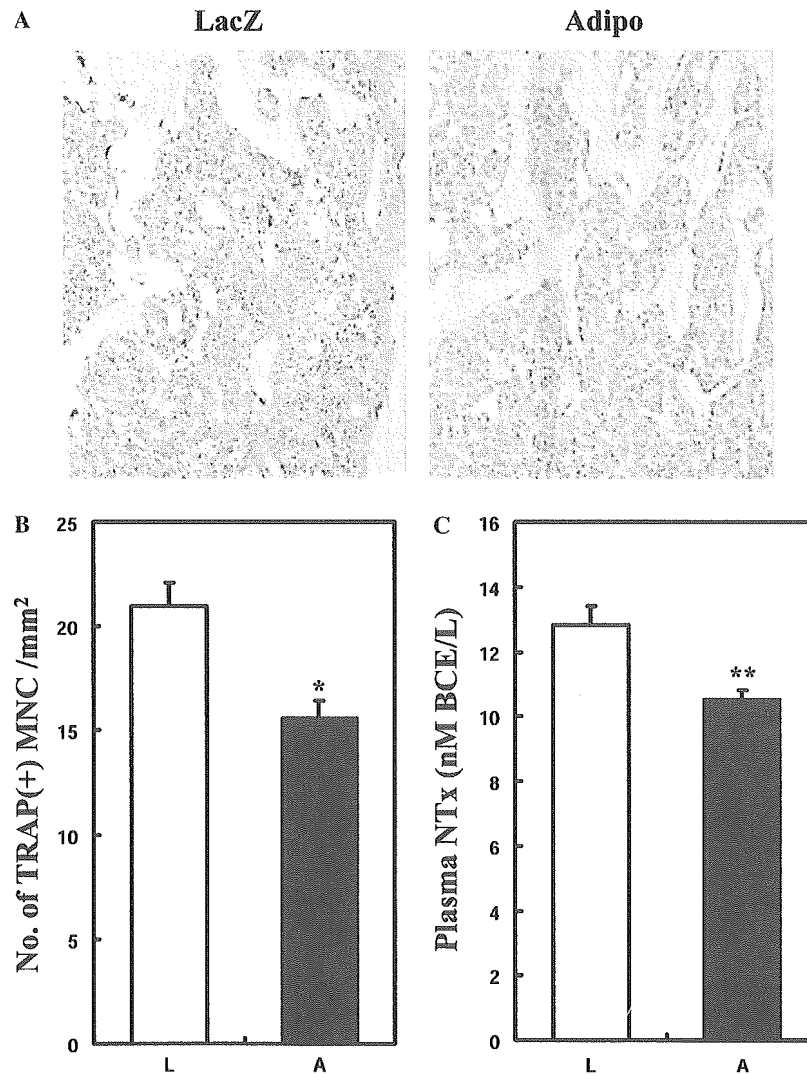 A
LacZ
Adipo
B
No. of TRAP(+) MNC /mm²
25
20
15
10
5
0
*
L
A
C
Plasma NTx (nM BCE/L)
16
14
12
10
8
6
4
2
0
**
L
A